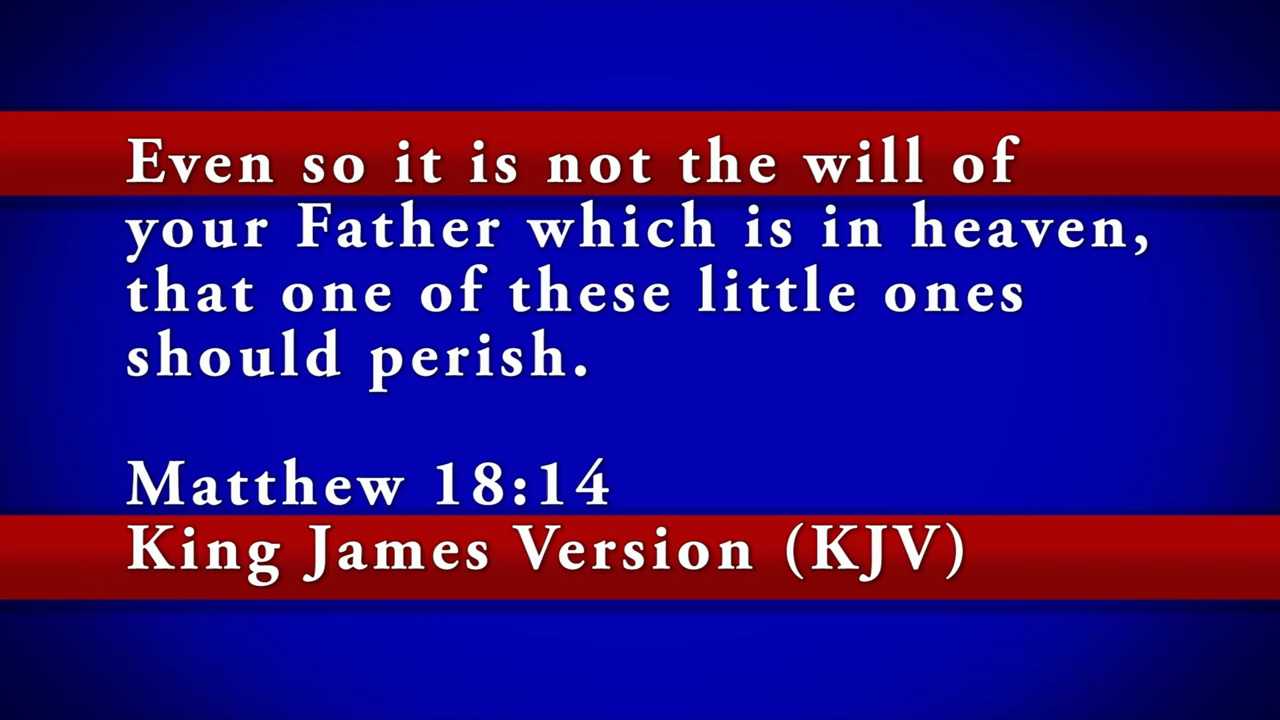 Even so it is not the will of
your Father which is in heaven,
that one of these little ones
should perish.
Matthew 18:14
King James Version (KJV)